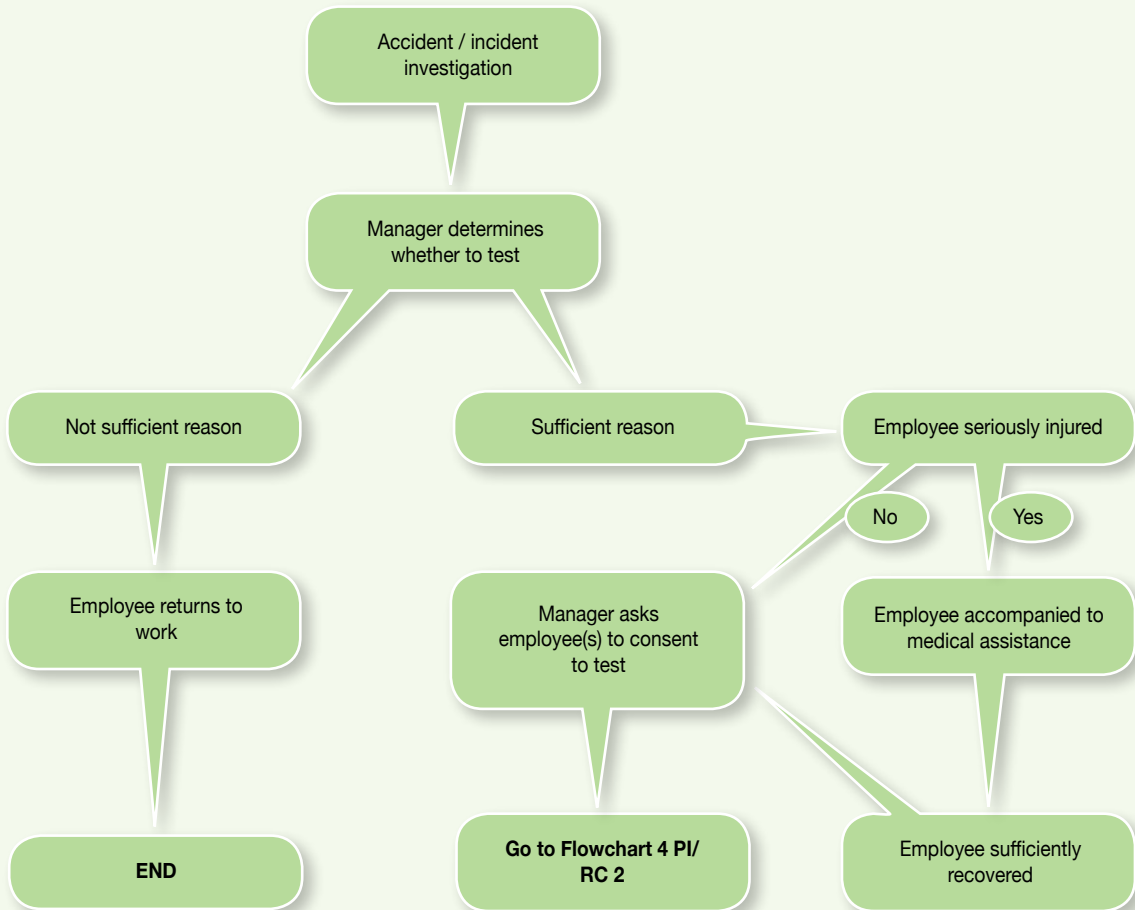 Accident / incident
investigation
Manager determines
whether to test
Not sufficient reason
Sufficient reason
Employee seriously injured
No
Yes
Employee returns to
work
Manager asks
employee(s) to consent
to test
Employee accompanied to
medical assistance
END
Go to Flowchart 4 PI/
RC 2
Employee sufficiently
recovered